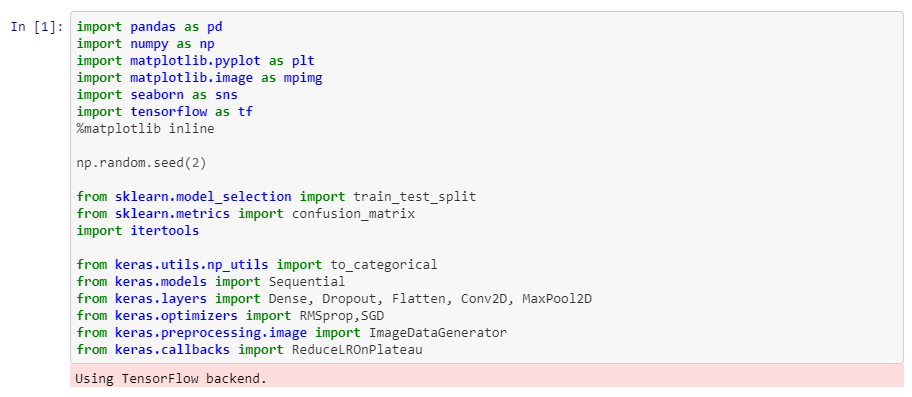 In [1]:
import pandas as pd
import numpy as np
import matplotlib.pyplot as plt
import matplotlib.image as mpimg
import seaborn as sns
import tensorflow as tf
%matplotlib inline
np.random.seed(2)
from sklearn.model_selection import train_test_split
from sklearn.metrics import confusion_matrix
import itertools
from keras.utils.np_utils import to_categorical
from keras.models import Sequential
from keras.layers import Dense, Dropout, Flatten, Conv2D, MaxPool2D
from keras.optimizers import RMSprop,SGD
from keras.preprocessing.image import ImageDataGenerator
from keras.callbacks import ReduceLROnPlateau
Using TensorFlow backend.